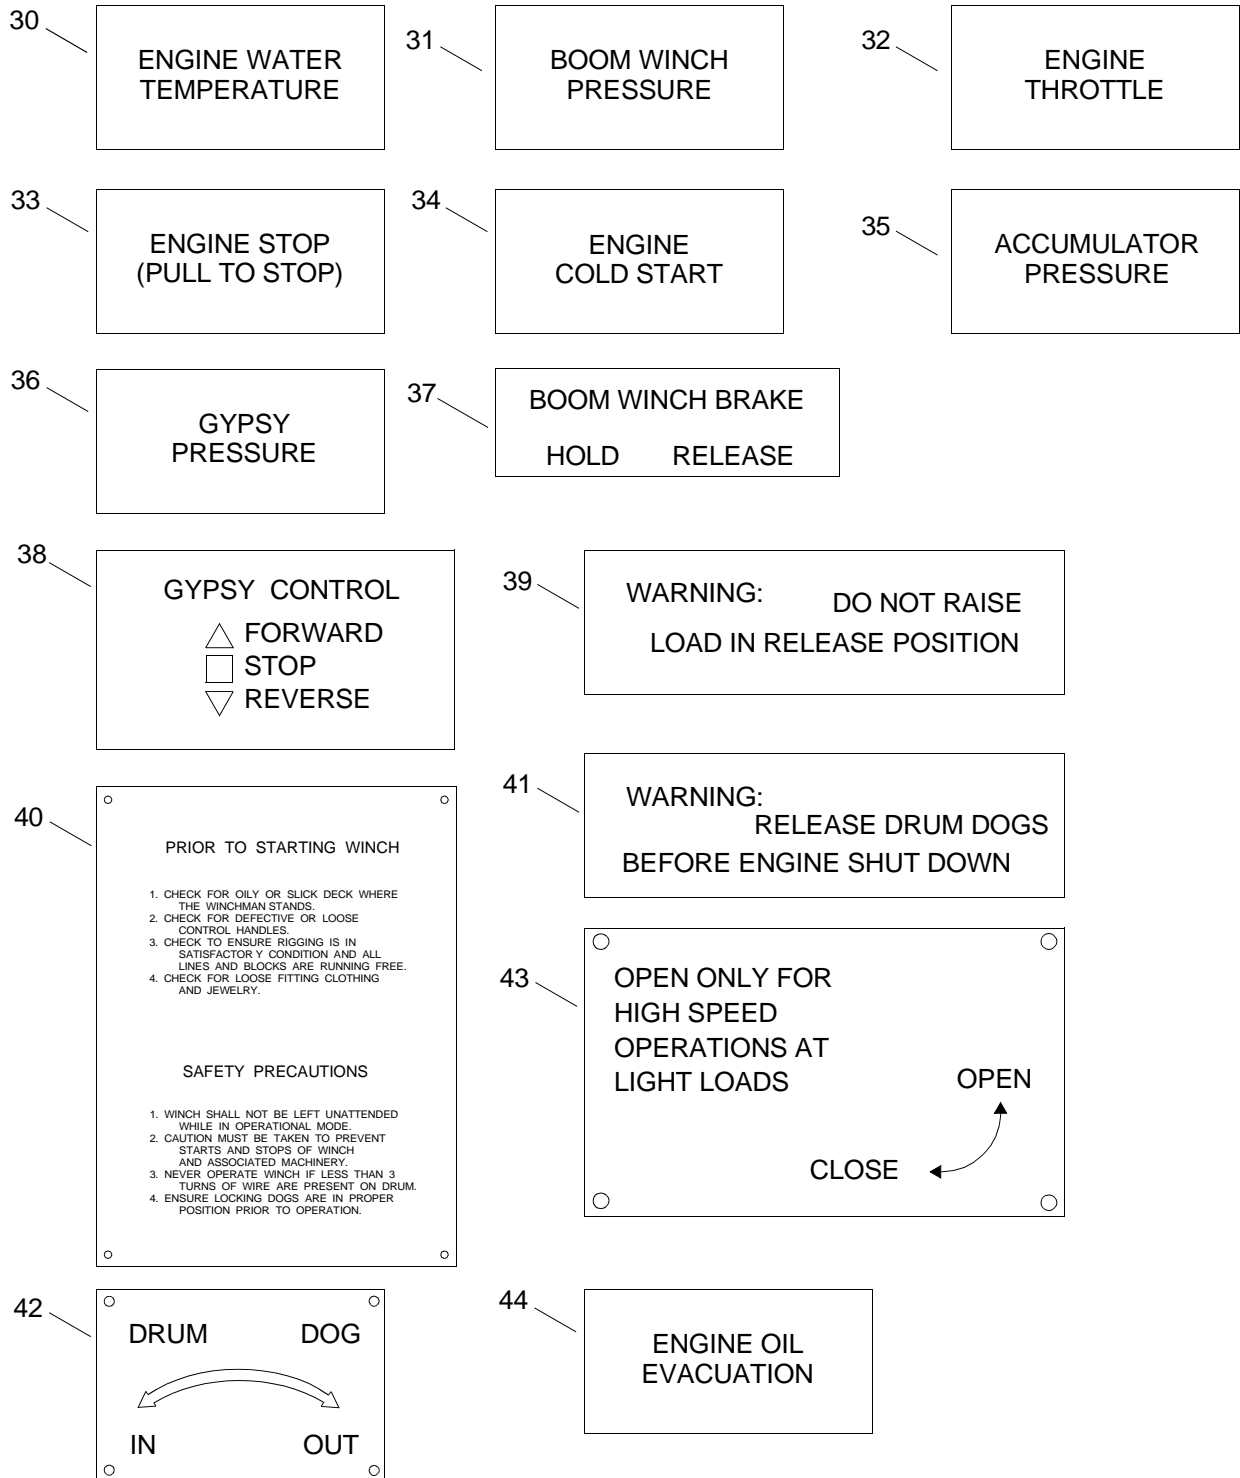 30
ENGINE WATER
TEMPERATURE
31
BOOM WINCH
PRESSURE
32
ENGINE
THROTTLE
33
ENGINE STOP
(PULL TO STOP)
34
ENGINE
COLD START
35
ACCUMULATOR
PRESSURE
36
GYPSY
PRESSURE
37
BOOM WINCH BRAKE
HOLD RELEASE
38
GYPSY CONTROL
FORWARD
STOP
REVERSE
39
WARNING: DO NOT RAISE
LOAD IN RELEASE POSITION
40
PRIOR TO STARTING WINCH
1. CHECK FOR OILY OR SLICK DECK WHERE
THE WINCHMAN STANDS.
2. CHECK FOR DEFECTIVE OR LOOSE
CONTROL HANDLES.
3. CHECK TO ENSURE RIGGING IS IN
SATISFACTORY CONDITION AND ALL
LINES AND BLOCKS ARE RUNNING FREE.
4. CHECK FOR LOOSE FITTING CLOTHING
AND JEWELRY.
SAFETY PRECAUTIONS
1. WINCH SHALL NOT BE LEFT UNATTENDED
WHILE IN OPERATIONAL MODE.
2. CAUTION MUST BE TAKEN TO PREVENT
STARTS AND STOPS OF WINCH
AND ASSOCIATED MACHINERY.
3. NEVER OPERATE WINCH IF LESS THAN 3
TURNS OF WIRE ARE PRESENT ON DRUM.
4. ENSURE LOCKING DOGS ARE IN PROPER
POSITION PRIOR TO OPERATION.
41
WARNING:
RELEASE DRUM DOGS
BEFORE ENGINE SHUT DOWN
43
OPEN ONLY FOR
HIGH SPEED
OPERATIONS AT
LIGHT LOADS
OPEN
CLOSE
42
DRUM DOG
IN OUT
44
ENGINE OIL
EVACUATION